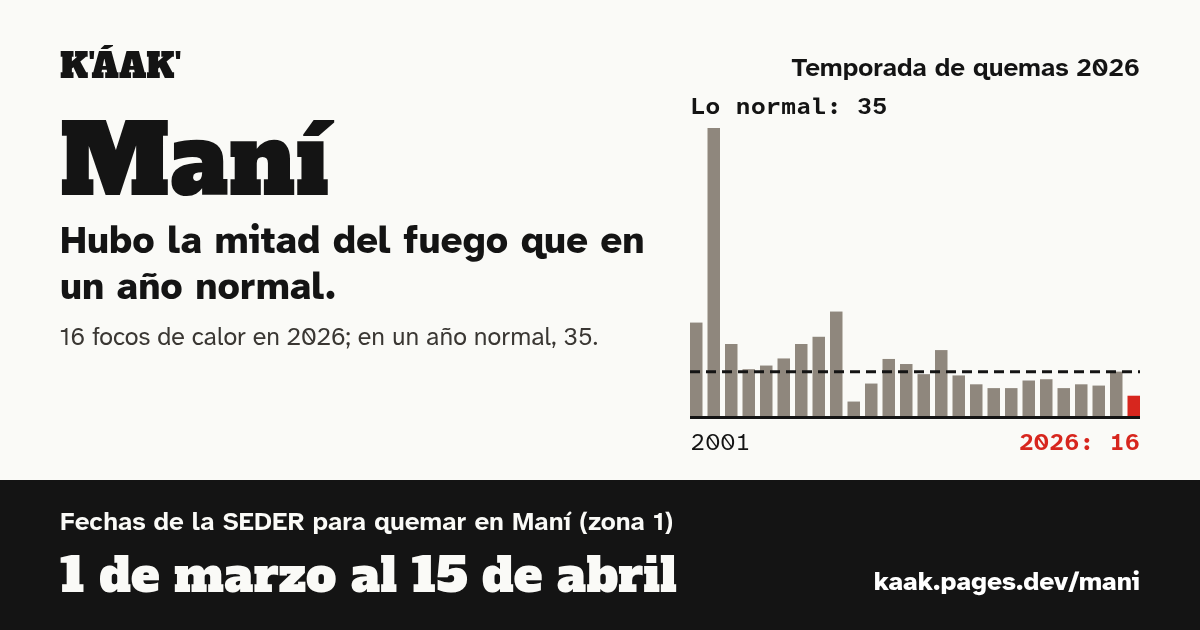 K'ÁAK'
Maní
Hubo la mitad del fuego que en
un año normal.
16 focos de calor en 2026; en un año normal, 35.
Temporada de quemas 2026
Lo normal: 35
2001
2026: 16
Fechas de la SEDER para quemar en Maní (zona 1)
1 de marzo al 15 de abril
kaak.pages.dev/mani